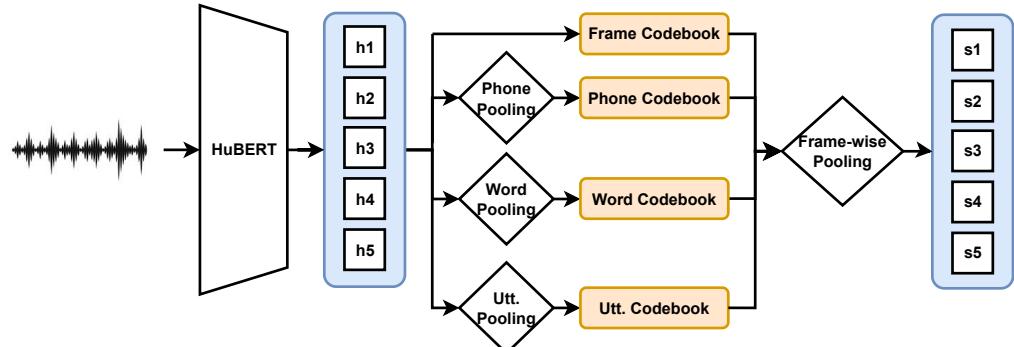 HuBERT
h1
h2
h3
h4
h5
Phone
Pooling
Word
Pooling
Utt.
Pooling
Frame Codebook
Phone Codebook
Word Codebook
Utt. Codebook
Frame-wise
Pooling
s1
s2
s3
s4
s5